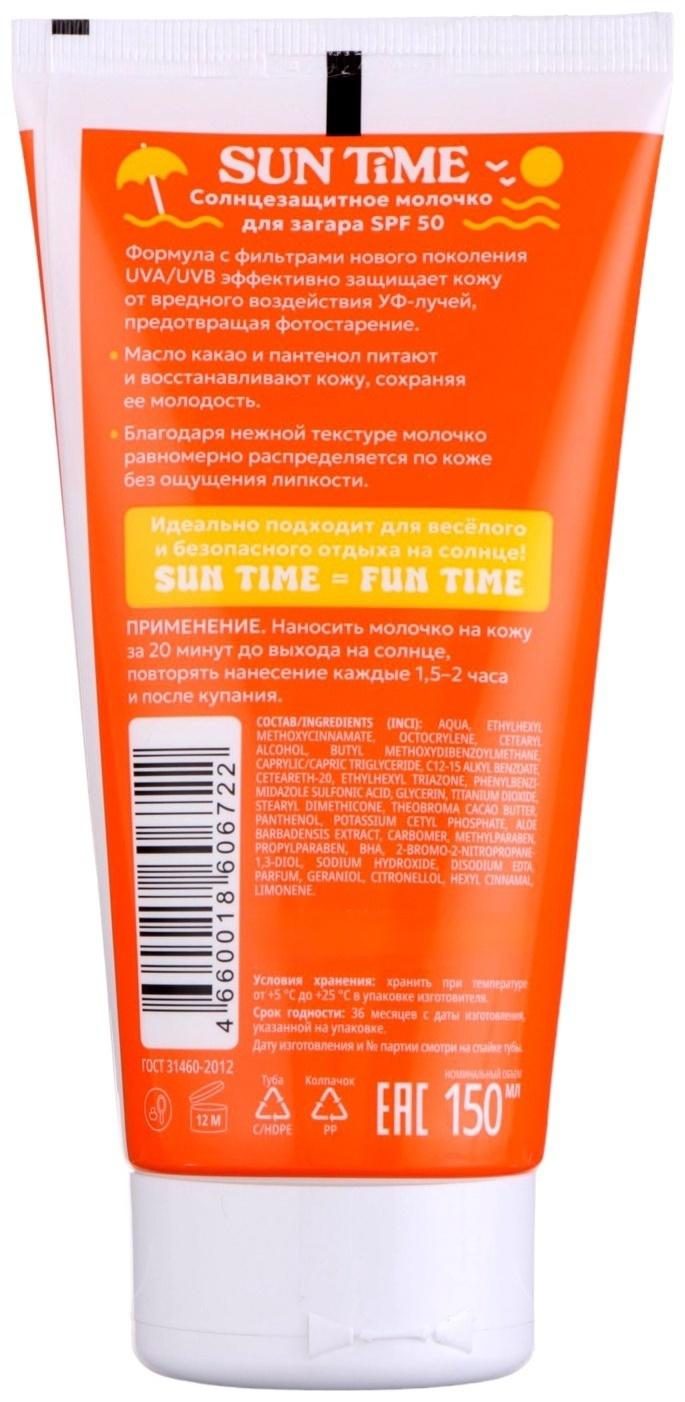 SUN TiME
Солнцезащитное молочко
для загара SPF 50
Формула с фильтрами нового поколения
UVA/UVB эффективно защищает кожу
от вредного воздействия УФ-лучей,
предотвращая фотостарение.
• Масло какао и пантенол питают
и восстанавливают кожу, сохраняя
ее молодость.
• Благодаря нежной текстуре молочко
равномерно распределяется по коже
без ощущения липкости.
Идеально подходит для весёлого
и безопасного отдыха на солнце!
SUN TIME = FUN TIME
ПРИМЕНЕНИЕ. Наносить молочко на кожу
за 20 минут до выхода на солнце,
повторять нанесение каждые 1,5–2 часа
и после купания.
СОСТАВ/INGREDIENTS (INCI): AQUA, ETHYLHEXYL
METHOXYCINNAMATE, OCTOCRYLENE, CETEARYL
ALCOHOL, BUTYL METHOXYDIBENZOYLMETHANE,
CAPRYLIC/CAPRIC TRIGLYCERIDE, C12-15 ALKYL BENZOATE,
CETEARETH-20, ETHYLHEXYL TRIAZONE, PHENYLBENZI-
MIDAZOLE SULFONIC ACID, GLYCERIN, TITANIUM DIOXIDE,
STEARYL DIMETHICONE, THEOBROMA CACAO BUTTER,
PANTHENOL, POTASSIUM CETYL PHOSPHATE, ALOE
BARBADENSIS EXTRACT, CARBOMER, METHYLPARABEN,
PROPYLPARABEN, BHA, 2-BROMO-2-NITROPROPANE-
1,3-DIOL, SODIUM HYDROXIDE, DISODIUM EDTA,
PARFUM, GERANIOL, CITRONELLOL, HEXYL CINNAMAL,
LIMONENE.
4 660018 606722
Условия хранения: хранить при температуре
от +5 °C до +25 °C в упаковке изготовителя.
Срок годности: 36 месяцев с даты изготовления,
указанной на упаковке.
Дату изготовления и № партии смотри на спайке тубы.
ГОСТ 31460-2012
12 M
Туба
C/HDPE
Колпачок
PP
EAC
НОМИНАЛЬНЫЙ ОБЪЕМ
150 МЛ